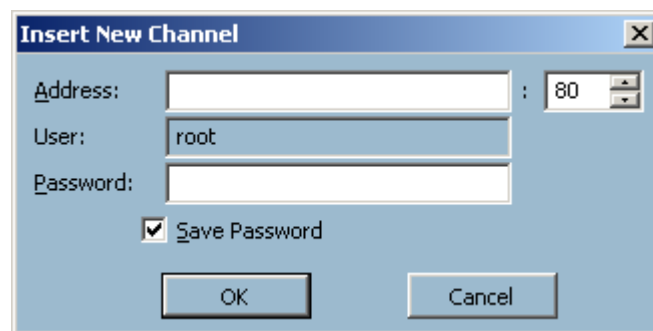 Insert New Channel
Address: : 80
User: root
Password:
Save Password
OK Cancel